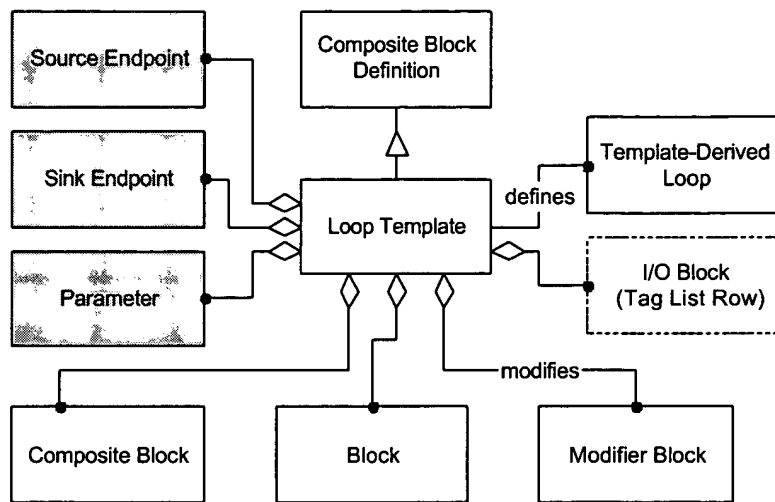 Source Endpoint
Composite Block
Definition
Sink Endpoint
Template-Derived
Loop
defines
Loop Template
Parameter
I/O Block
(Tag List Row)
modifies
Composite Block
Block
Modifier Block